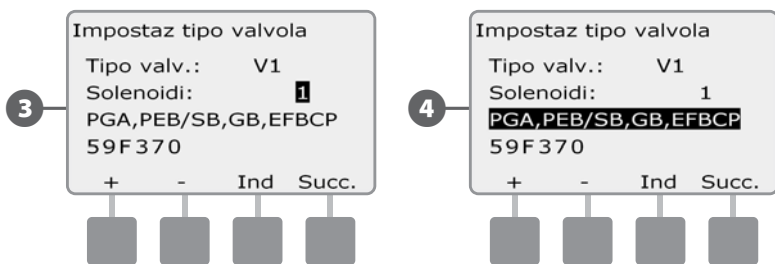 3
Impostaz tipo valvola
Tipo valv.: V1
Solenoidi: 1
PGA,PEB/SB,GB,EFBCP
59F370
+ - Ind Succ.
4
Impostaz tipo valvola
Tipo valv.: V1
Solenoidi: 1
PGA,PEB/SB,GB,EFBCP
59F370
+ - Ind Succ.